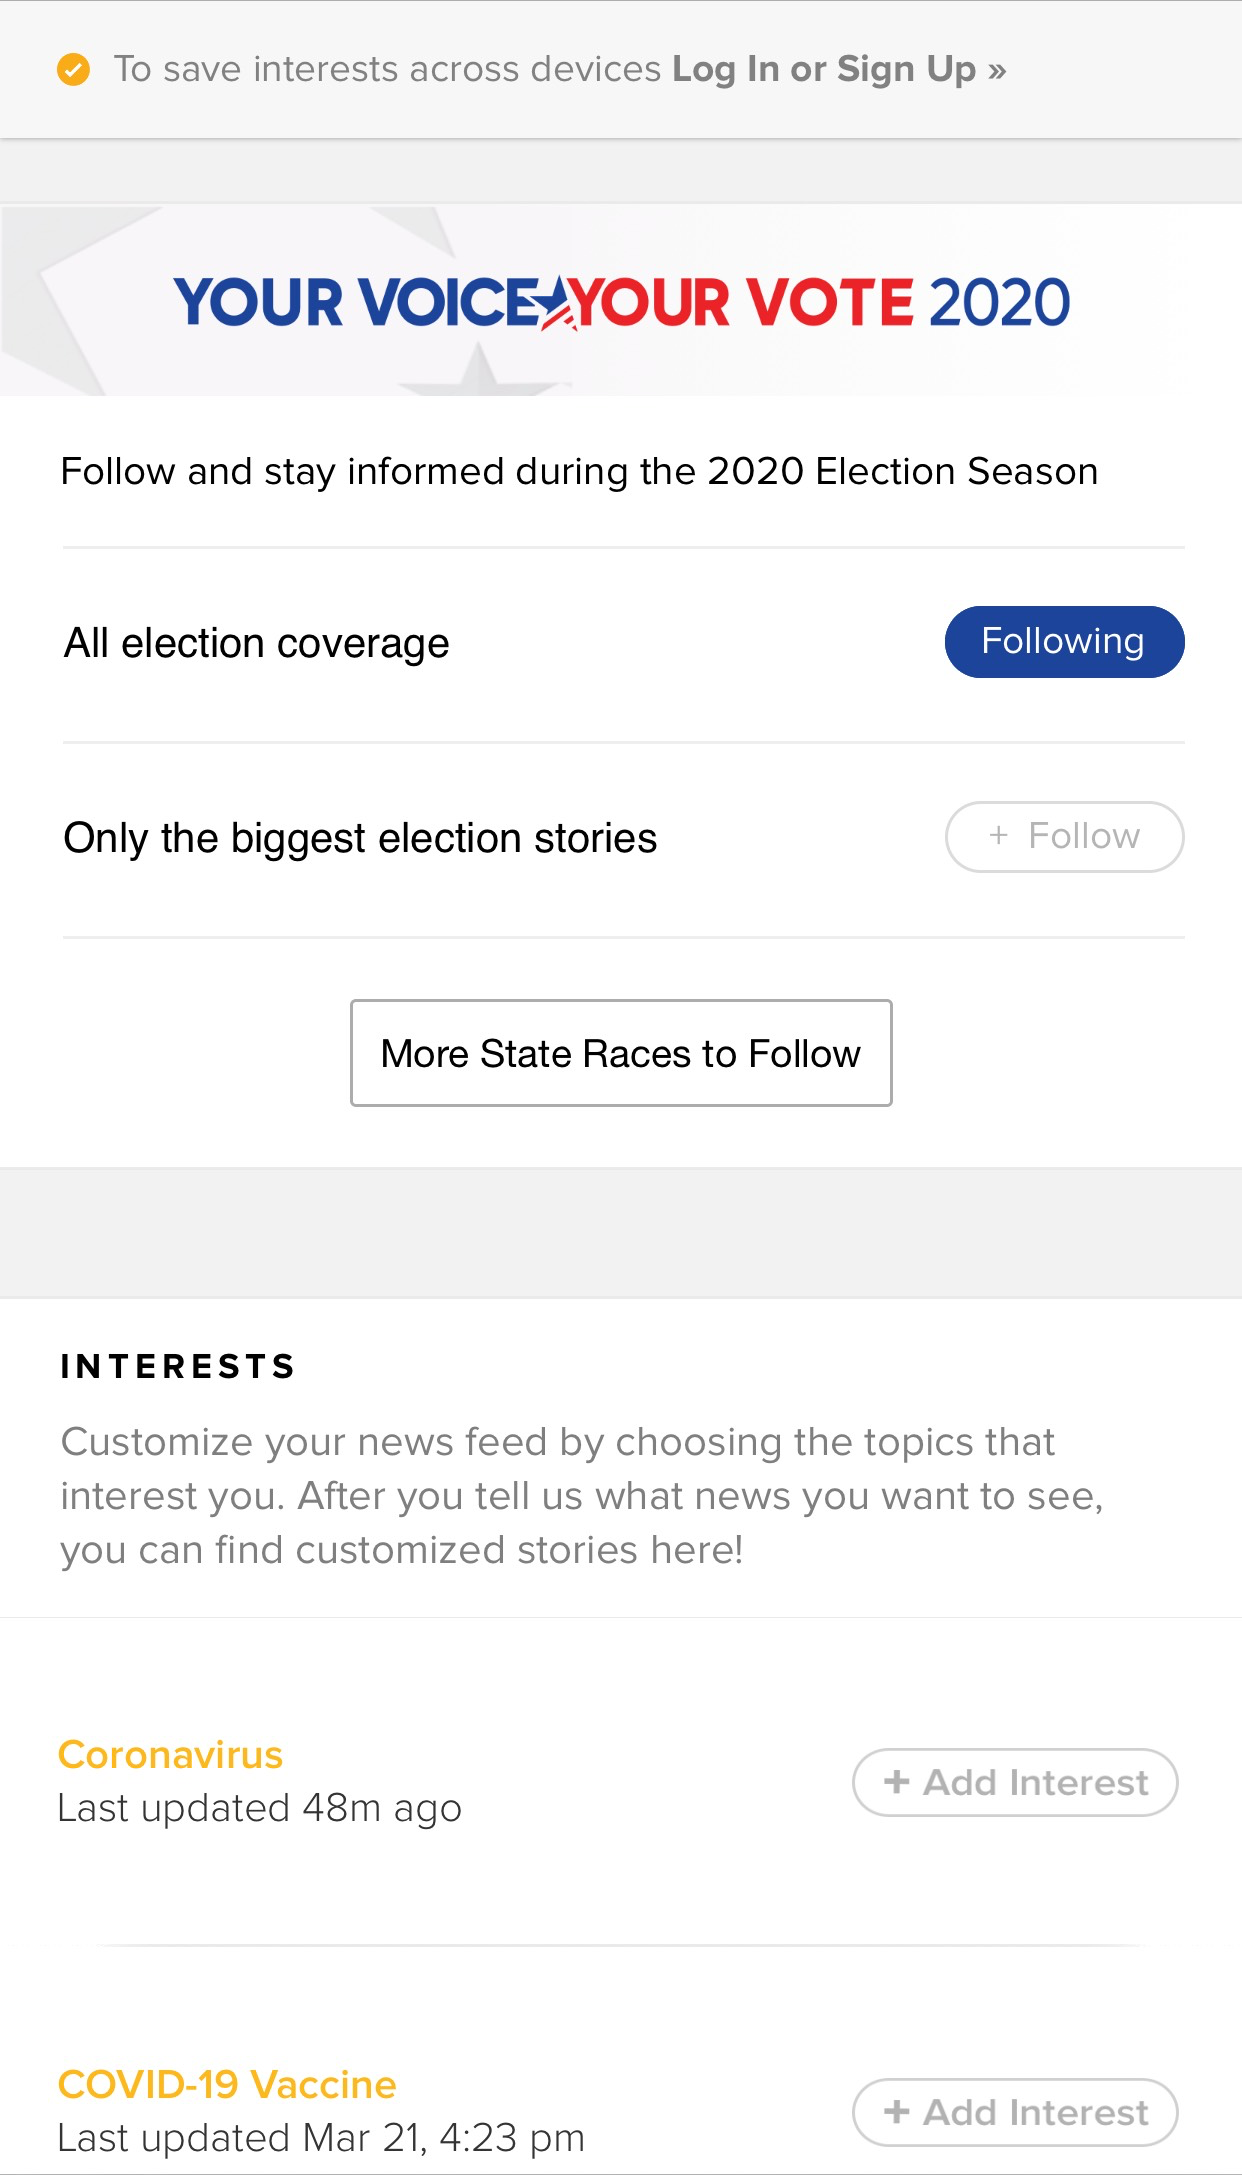 To save interests across devices Log In or Sign Up »
YOUR VOICE YOUR VOTE 2020
Follow and stay informed during the 2020 Election Season
All election coverage
Following
Only the biggest election stories
+ Follow
More State Races to Follow
INTERESTS
Customize your news feed by choosing the topics that
interest you. After you tell us what news you want to see,
you can find customized stories here!
Coronavirus
Last updated 48m ago
+ Add Interest
COVID-19 Vaccine
Last updated Mar 21, 4:23 pm
+ Add Interest